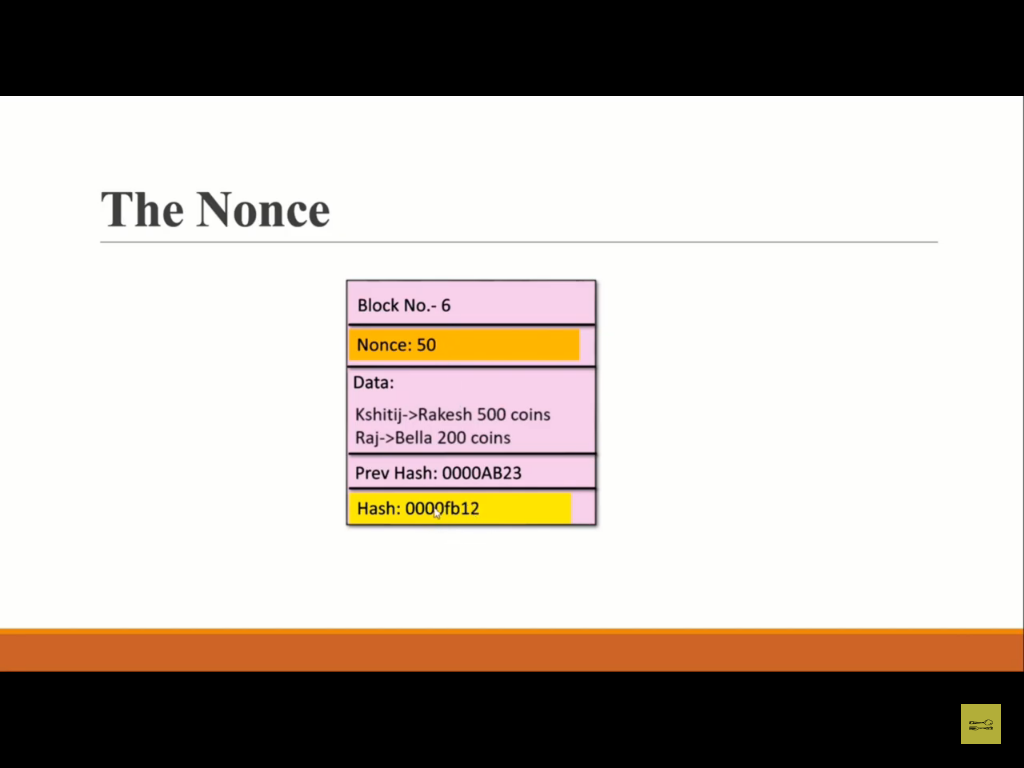 The Nonce
Block No.- 6
Nonce: 50
Data:
Kshitij->Rakesh 500 coins
Raj->Bella 200 coins
Prev Hash: 0000AB23
Hash: 0000fb12